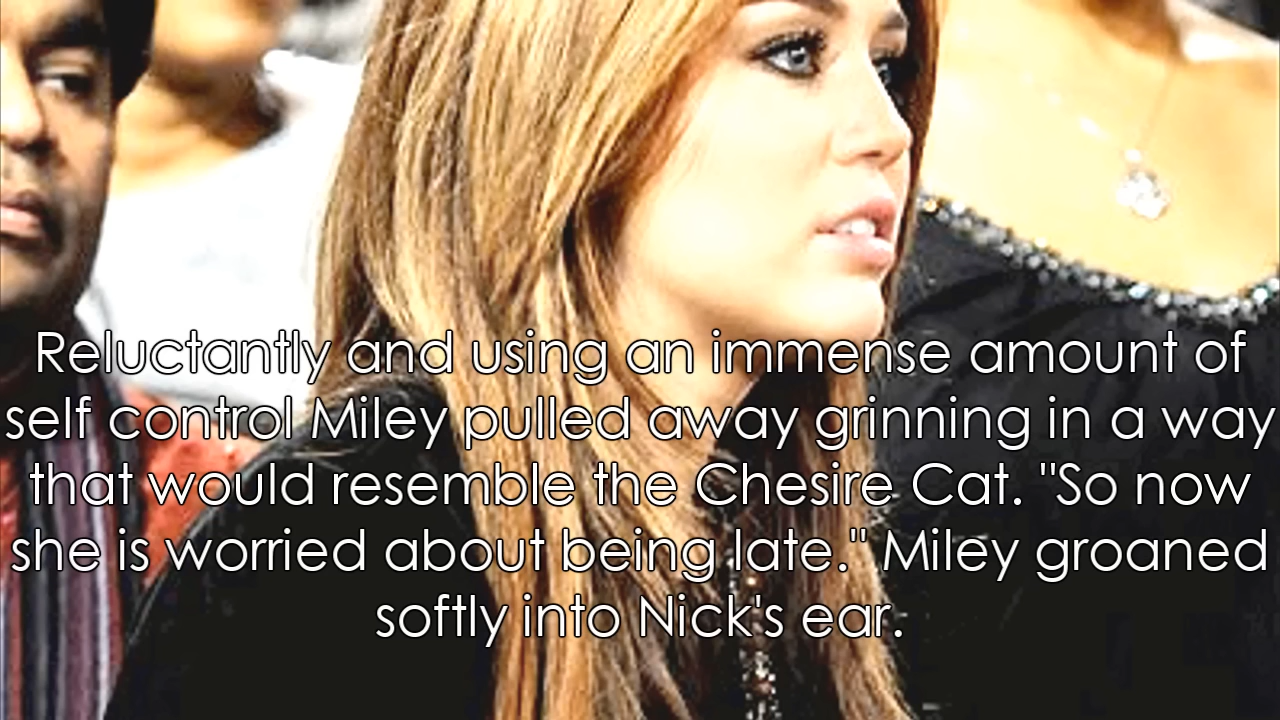 Reluctantly and using an immense amount of
self control Miley pulled away grinning in a way
that would resemble the Chesire Cat. "So now
she is worried about being late." Miley groaned
softly into Nick's ear.